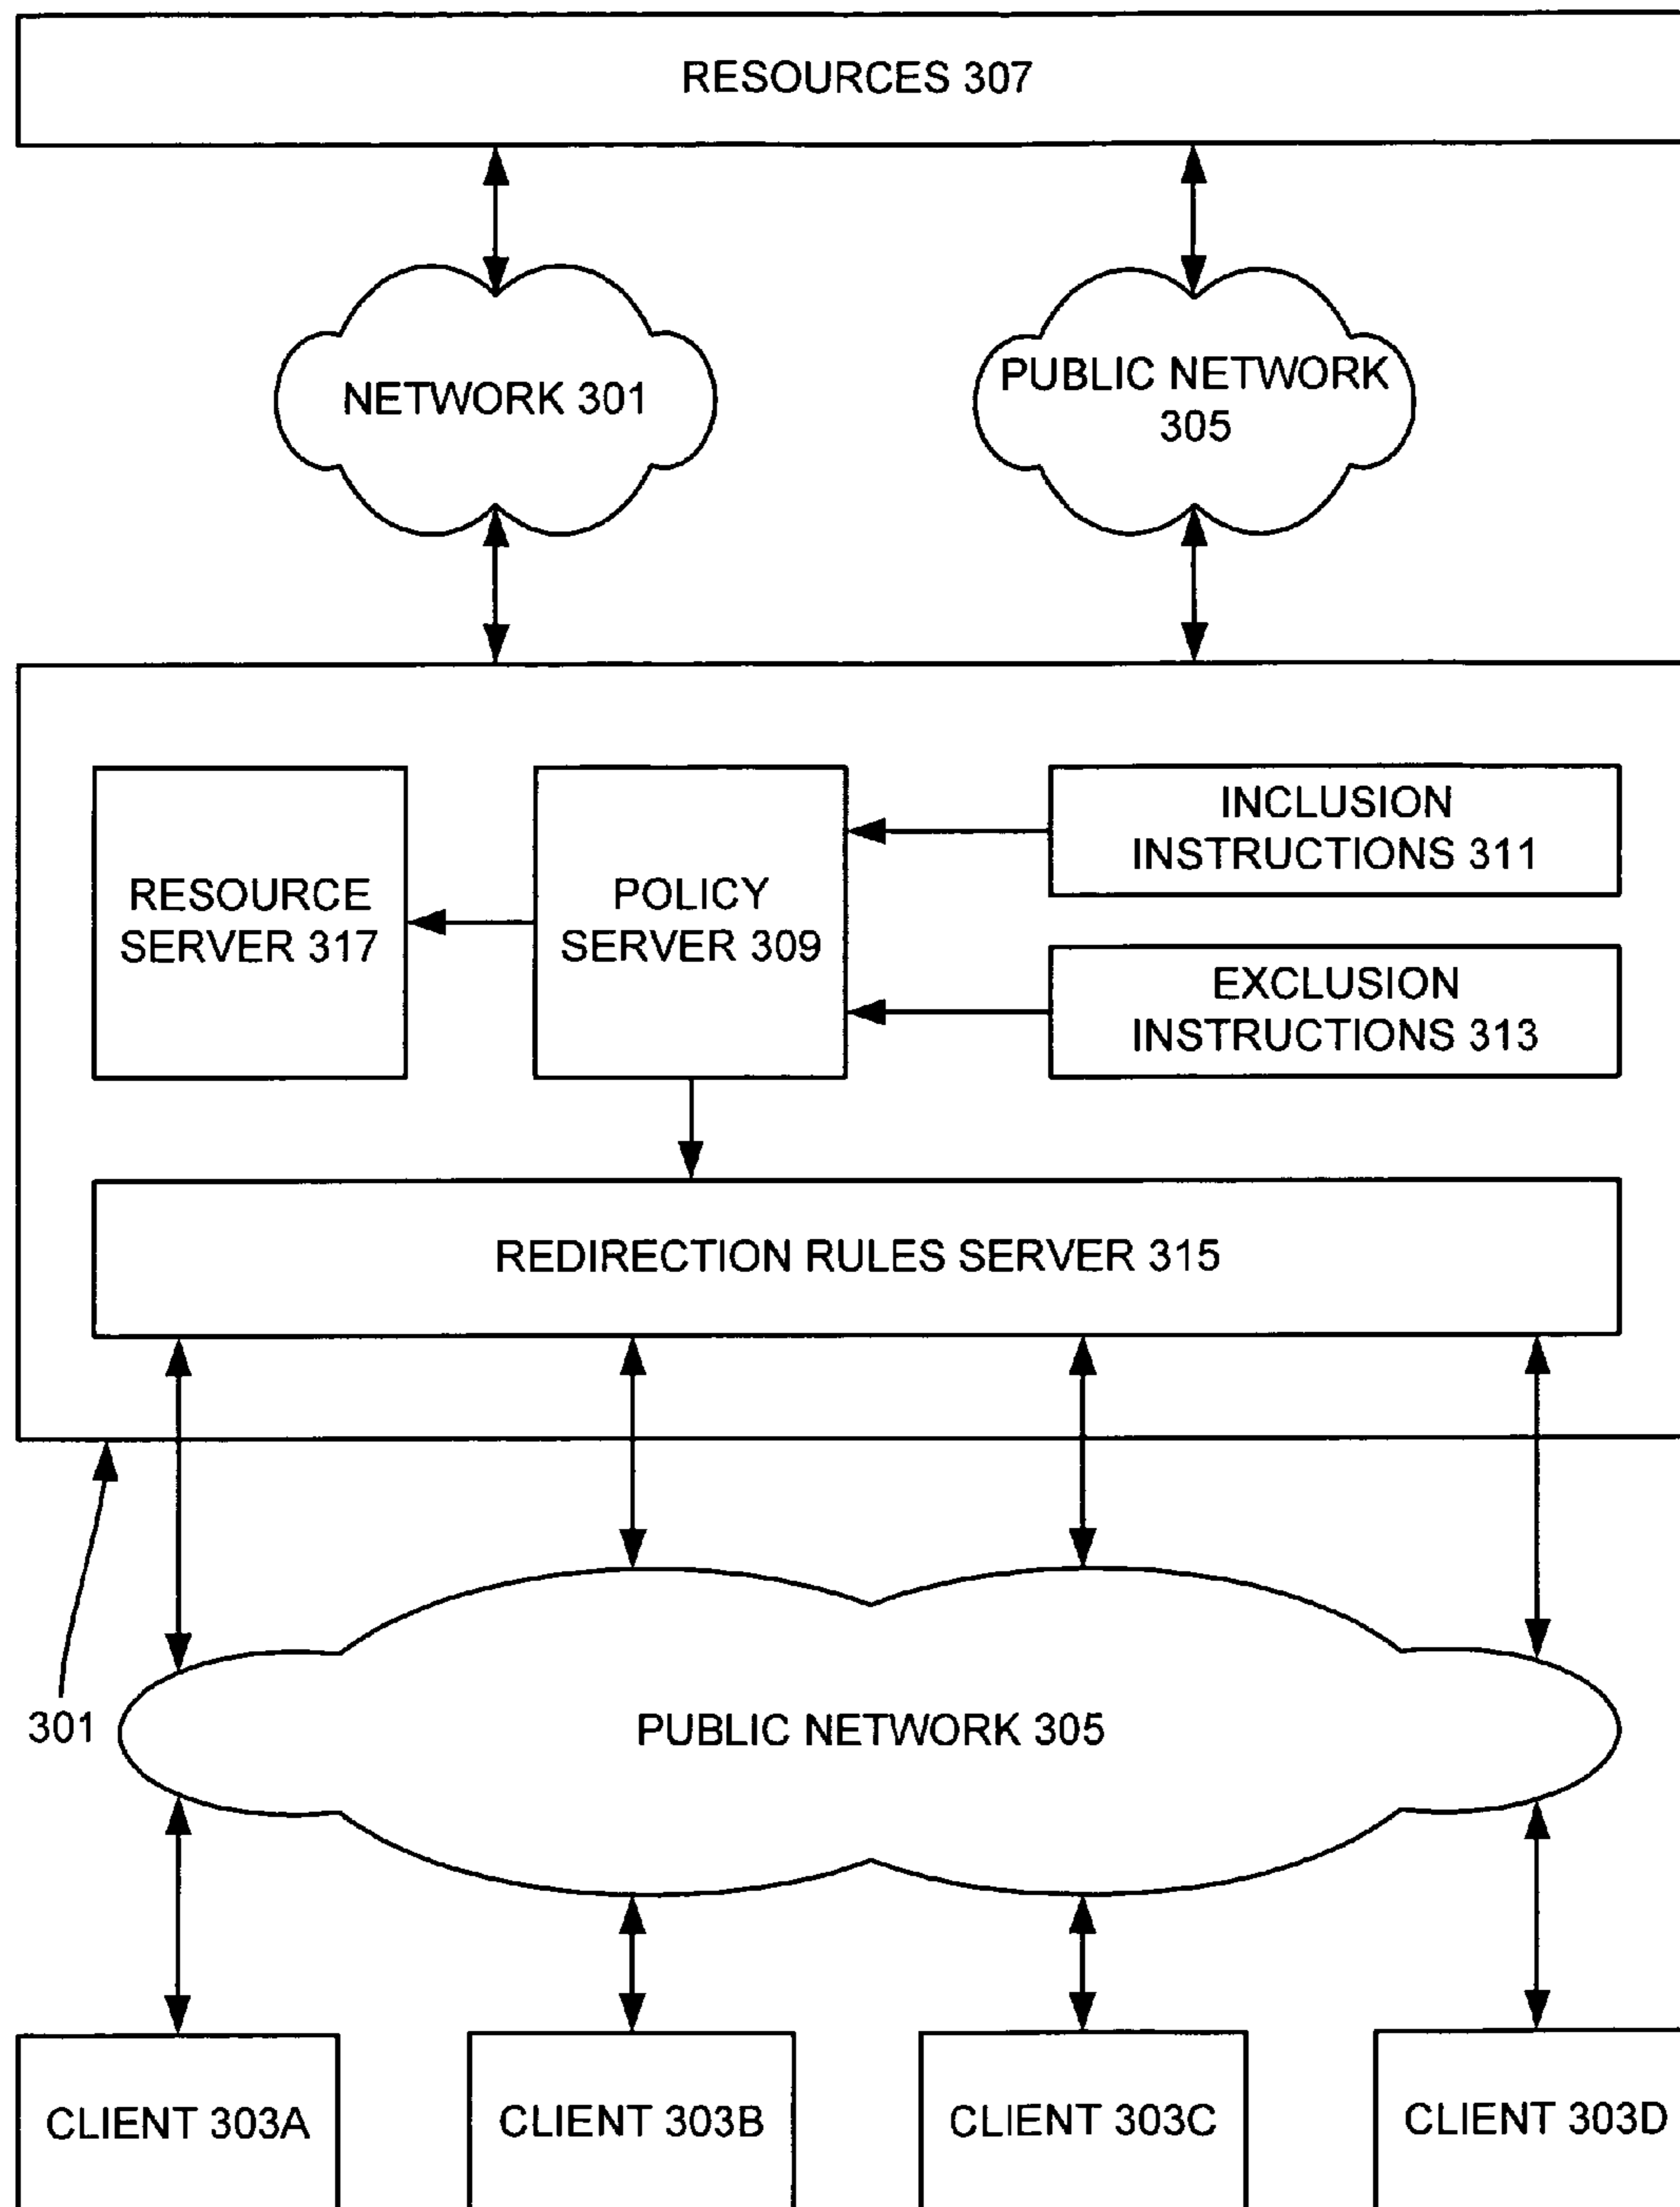 RESOURCES 307
NETWORK 301
PUBLIC NETWORK
305
RESOURCE
SERVER 317
POLICY
SERVER 309
INCLUSION
INSTRUCTIONS 311
EXCLUSION
INSTRUCTIONS 313
REDIRECTION RULES SERVER 315
301
PUBLIC NETWORK 305
CLIENT 303A
CLIENT 303B
CLIENT 303C
CLIENT 303D